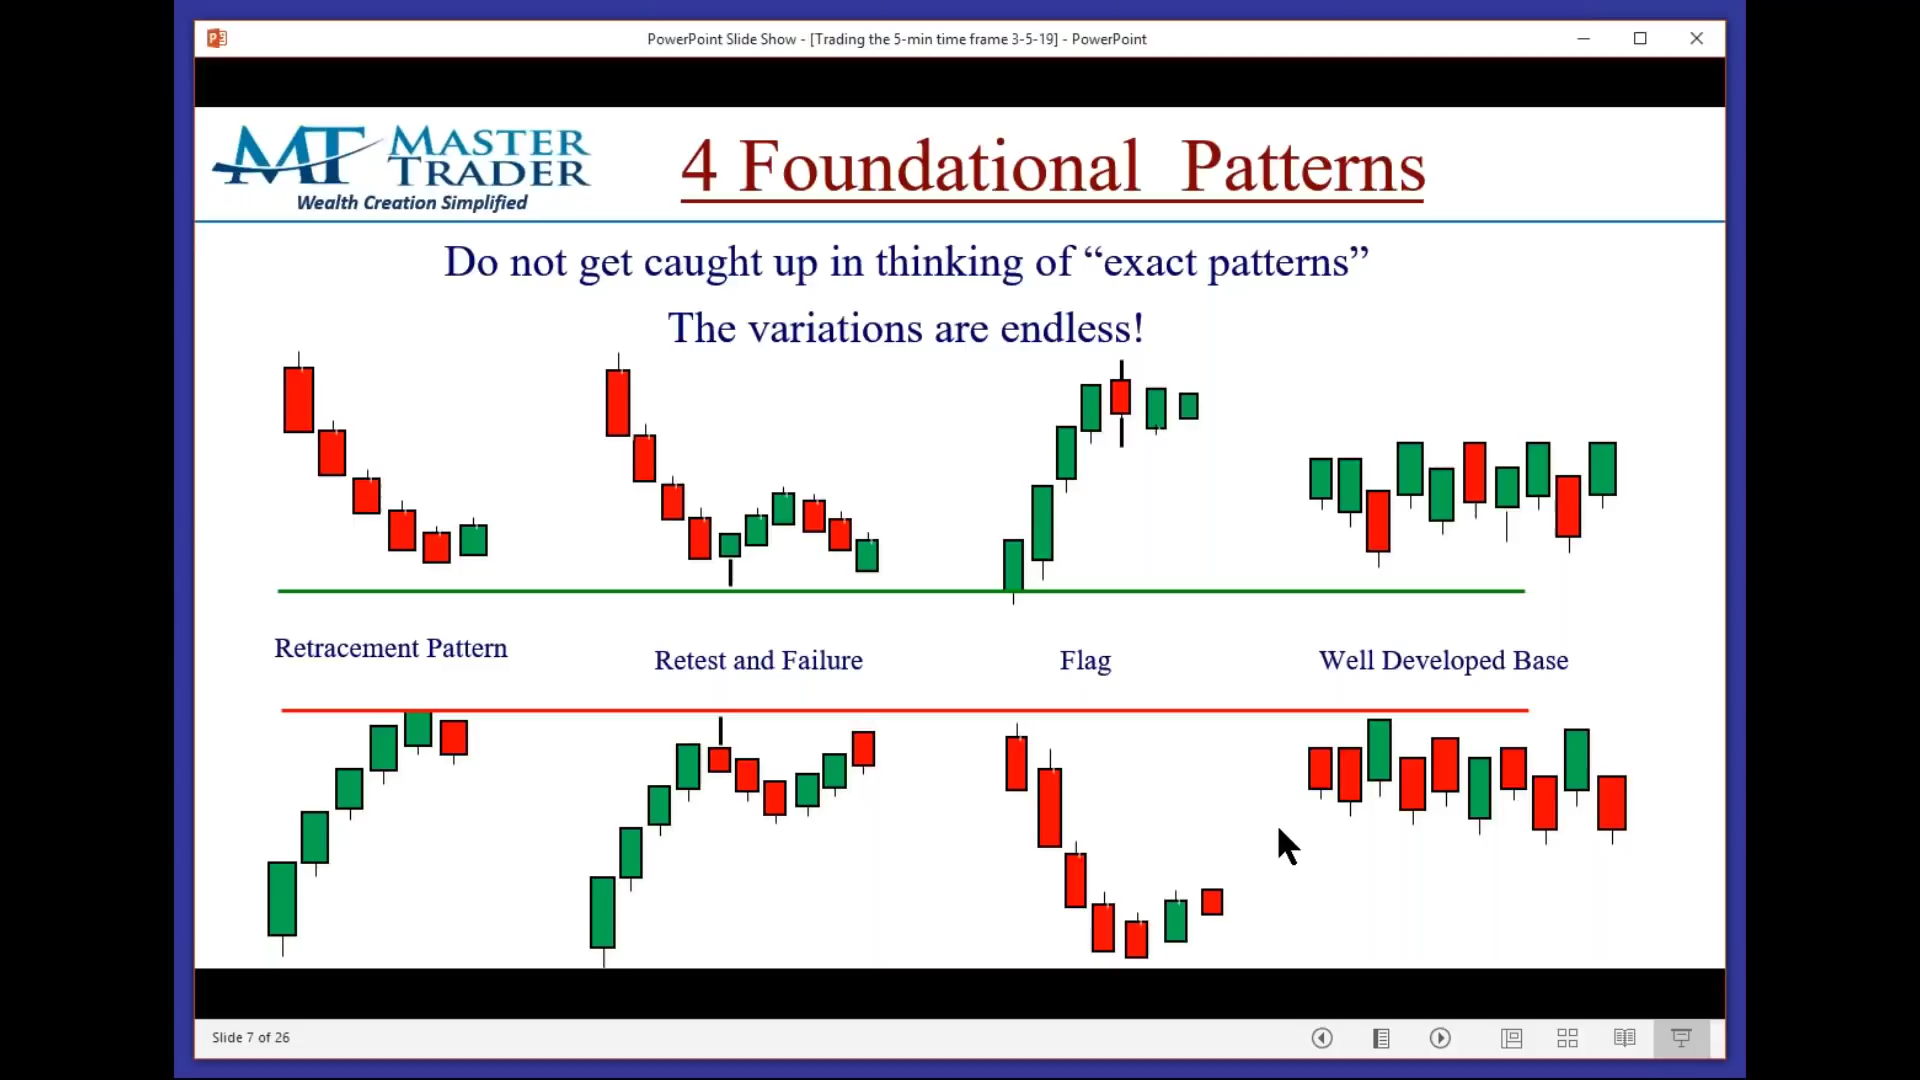 PowerPoint Slide Show - [Trading the 5-min time frame 3-5-19] - PowerPoint
MT MASTER TRADER
Wealth Creation Simplified
4 Foundational Patterns
Do not get caught up in thinking of “exact patterns”
The variations are endless!
Retracement Pattern
Retest and Failure
Flag
Well Developed Base
Slide 7 of 26